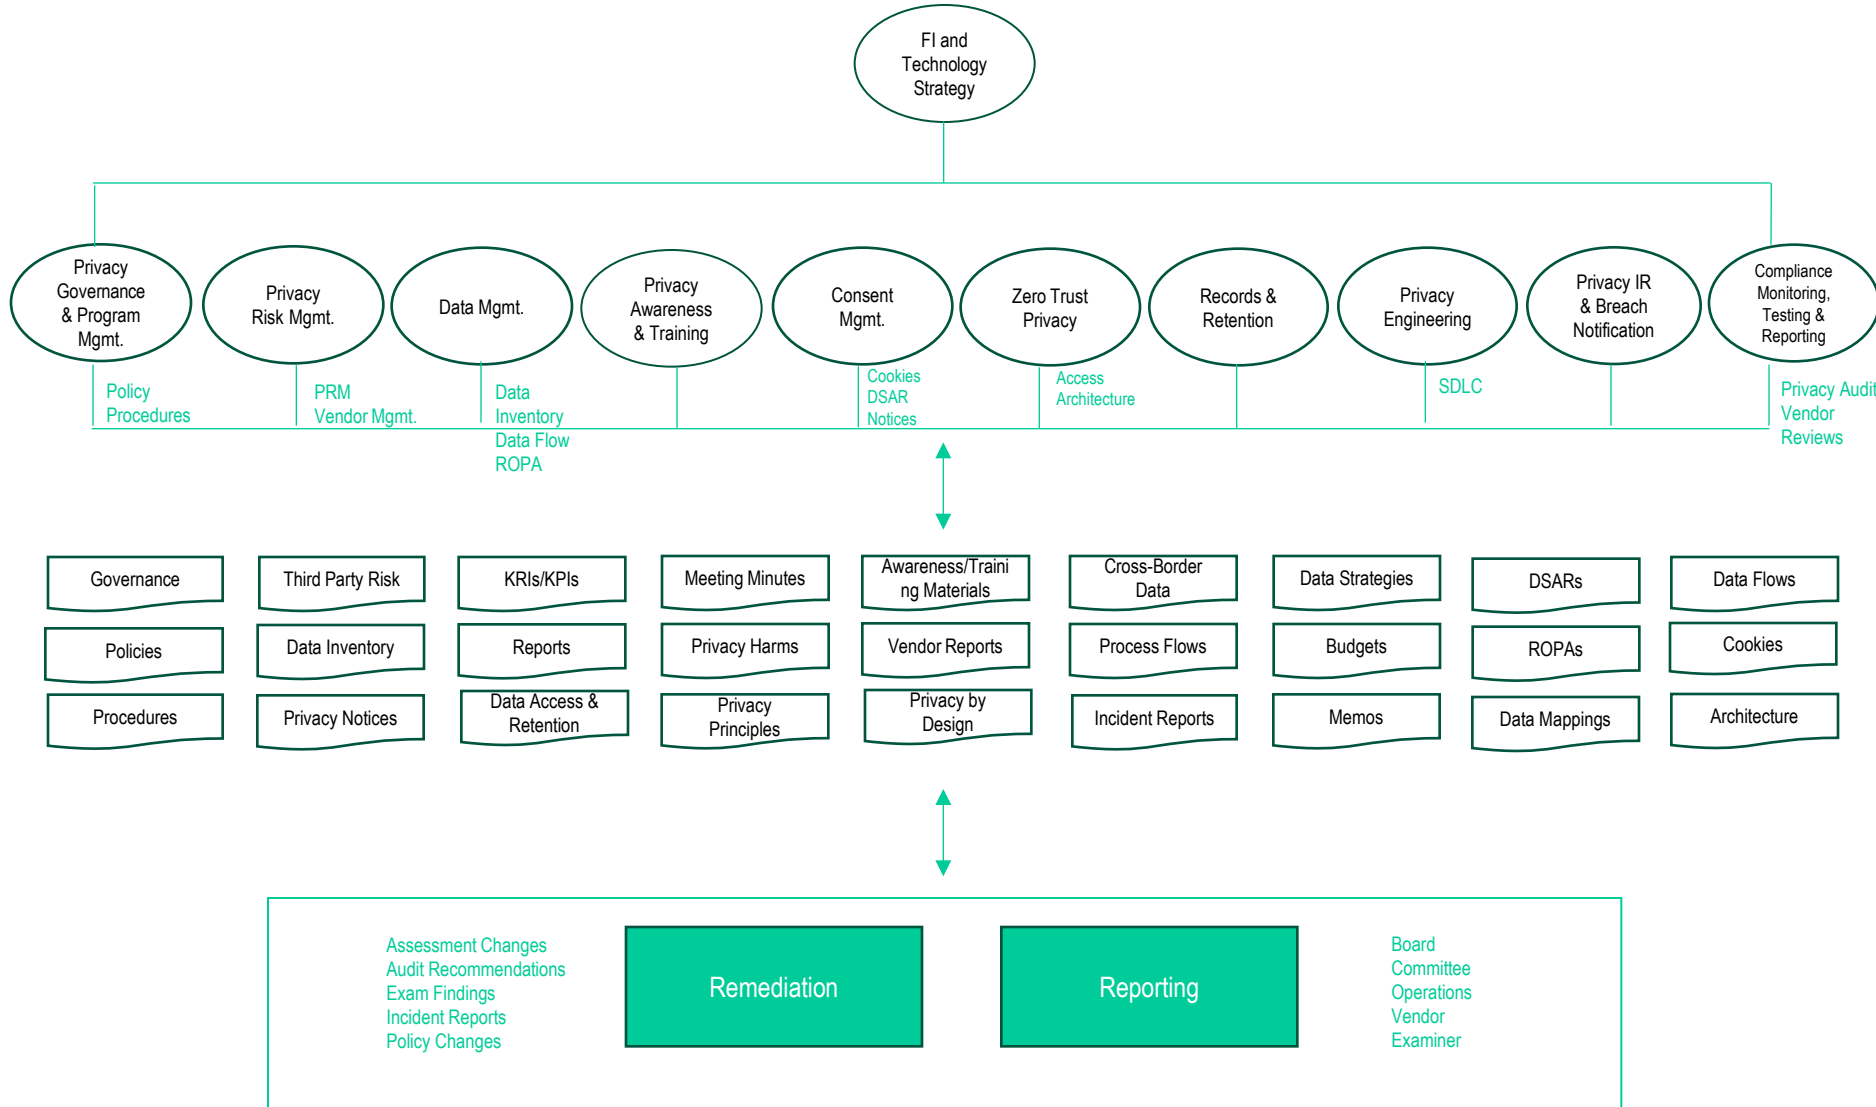 FI and
Technology
Strategy
Privacy
Governance
& Program
Mgmt.
Privacy
Risk Mgmt.
Data Mgmt.
Privacy
Awareness
& Training
Consent
Mgmt.
Zero Trust
Privacy
Records &
Retention
Privacy
Engineering
Privacy IR
& Breach
Notification
Compliance
Monitoring,
Testing &
Reporting
Policy
Procedures
PRM
Vendor Mgmt.
Data
Inventory
Data Flow
ROPA
Cookies
DSAR
Notices
Access
Architecture
SDLC
Privacy Audit
Vendor
Reviews
Governance
Third Party Risk
KRIs/KPIs
Meeting Minutes
Awareness/Traini
ng Materials
Cross-Border
Data
Data Strategies
DSARs
Data Flows
Policies
Data Inventory
Reports
Privacy Harms
Vendor Reports
Process Flows
Budgets
ROPAs
Cookies
Procedures
Privacy Notices
Data Access &
Retention
Privacy
Principles
Privacy by
Design
Incident Reports
Memos
Data Mappings
Architecture
Assessment Changes
Audit Recommendations
Exam Findings
Incident Reports
Policy Changes
Remediation
Reporting
Board
Committee
Operations
Vendor
Examiner